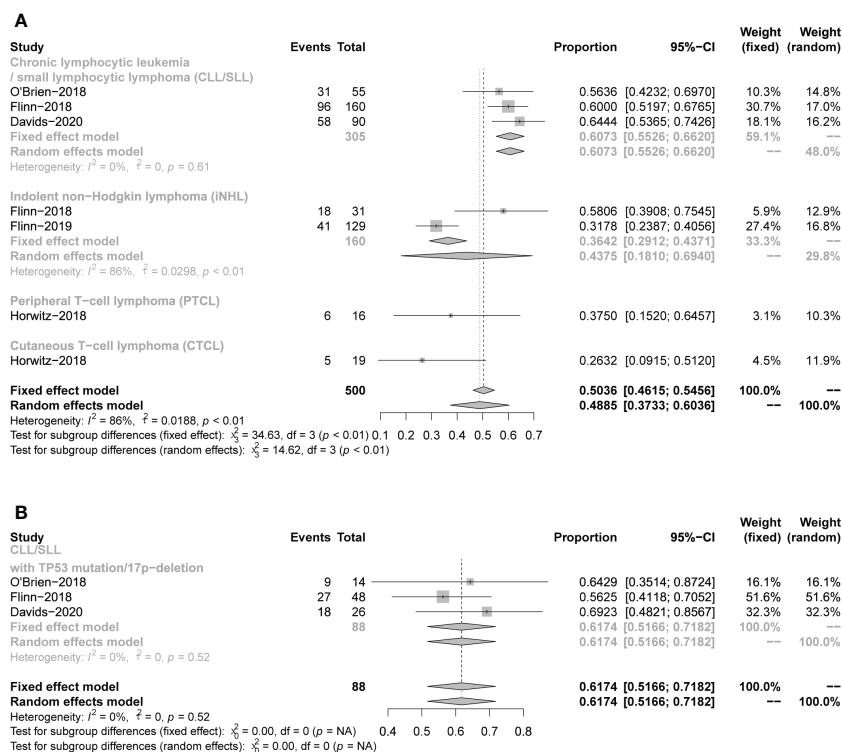 A
Weight Weight
Study Events Total Proportion 95%−CI (fixed) (random)
Chronic lymphocytic leukemia
/ small lymphocytic lymphoma (CLL/SLL)
O'Brien−2018 31 55 0.5636 [0.4232; 0.6970] 10.3% 14.8%
Flinn−2018 96 160 0.6000 [0.5197; 0.6765] 30.7% 17.0%
Davids−2020 58 90 0.6444 [0.5365; 0.7426] 18.1% 16.2%
Fixed effect model 305 0.6073 [0.5526; 0.6620] 59.1% −−
Random effects model 0.6073 [0.5526; 0.6620] −− 48.0%
Heterogeneity: I² = 0%, τ² = 0, p = 0.61
Indolent non−Hodgkin lymphoma (iNHL)
Flinn−2018 18 31 0.5806 [0.3908; 0.7545] 5.9% 12.9%
Flinn−2019 41 129 0.3178 [0.2387; 0.4056] 27.4% 16.8%
Fixed effect model 160 0.3642 [0.2912; 0.4371] 33.3% −−
Random effects model 0.4375 [0.1810; 0.6940] −− 29.8%
Heterogeneity: I² = 86%, τ² = 0.0298, p < 0.01
Peripheral T−cell lymphoma (PTCL)
Horwitz−2018 6 16 0.3750 [0.1520; 0.6457] 3.1% 10.3%
Cutaneous T−cell lymphoma (CTCL)
Horwitz−2018 5 19 0.2632 [0.0915; 0.5120] 4.5% 11.9%
Fixed effect model 500 0.5036 [0.4615; 0.5456] 100.0% −−
Random effects model 0.4885 [0.3733; 0.6036] −− 100.0%
Heterogeneity: I² = 86%, τ² = 0.0188, p < 0.01
Test for subgroup differences (fixed effect): χ²₃ = 34.63, df = 3 (p < 0.01) 0.1 0.2 0.3 0.4 0.5 0.6 0.7
Test for subgroup differences (random effects): χ²₃ = 14.62, df = 3 (p < 0.01)
B
Weight Weight
Study Events Total Proportion 95%−CI (fixed) (random)
CLL/SLL
with TP53 mutation/17p−deletion
O'Brien−2018 9 14 0.6429 [0.3514; 0.8724] 16.1% 16.1%
Flinn−2018 27 48 0.5625 [0.4118; 0.7052] 51.6% 51.6%
Davids−2020 18 26 0.6923 [0.4821; 0.8567] 32.3% 32.3%
Fixed effect model 88 0.6174 [0.5166; 0.7182] 100.0% −−
Random effects model 0.6174 [0.5166; 0.7182] −− 100.0%
Heterogeneity: I² = 0%, τ² = 0, p = 0.52
Fixed effect model 88 0.6174 [0.5166; 0.7182] 100.0% −−
Random effects model 0.6174 [0.5166; 0.7182] −− 100.0%
Heterogeneity: I² = 0%, τ² = 0, p = 0.52
Test for subgroup differences (fixed effect): χ²₀ = 0.00, df = 0 (p = NA) 0.4 0.5 0.6 0.7 0.8
Test for subgroup differences (random effects): χ²₀ = 0.00, df = 0 (p = NA)